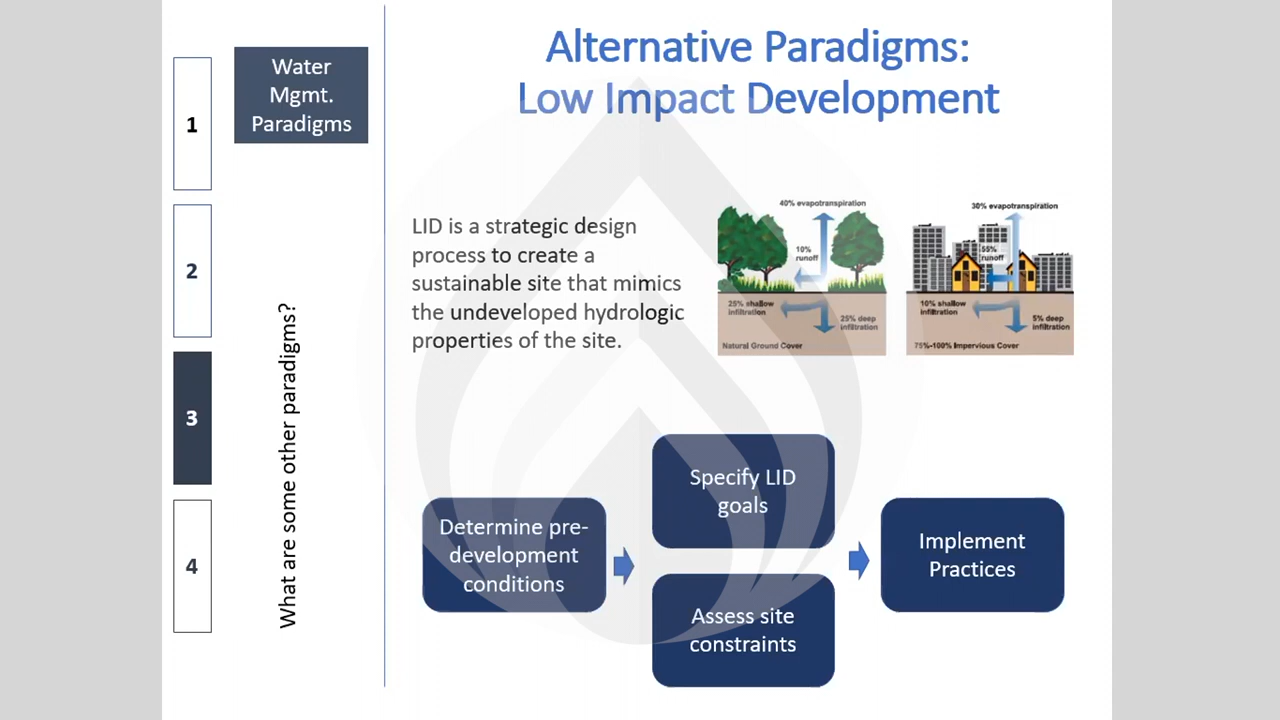 Water
Mgmt.
Paradigms
1
2
3
4
What are some other paradigms?
Alternative Paradigms:
Low Impact Development
LID is a strategic design
process to create a
sustainable site that mimics
the undeveloped hydrologic
properties of the site.
40% evapotranspiration
10%
runoff
25% shallow
infiltration
25% deep
infiltration
Natural Ground Cover
30% evapotranspiration
55%
runoff
10% shallow
infiltration
5% deep
infiltration
75%-100% Impervious Cover
Determine pre-
development
conditions
Specify LID
goals
Assess site
constraints
Implement
Practices